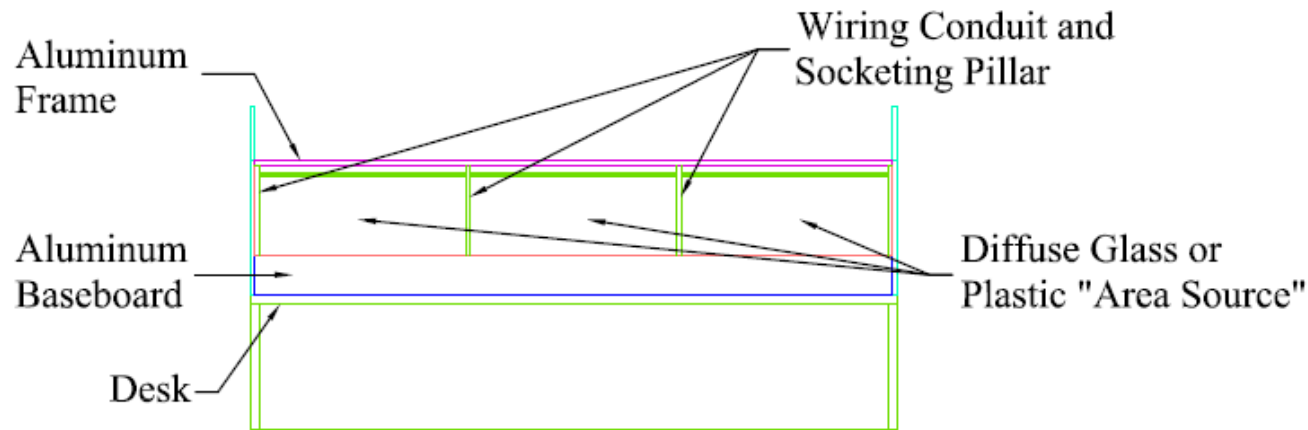 Aluminum
Frame
Wiring Conduit and
Socketing Pillar
Aluminum
Baseboard
Diffuse Glass or
Plastic "Area Source"
Desk